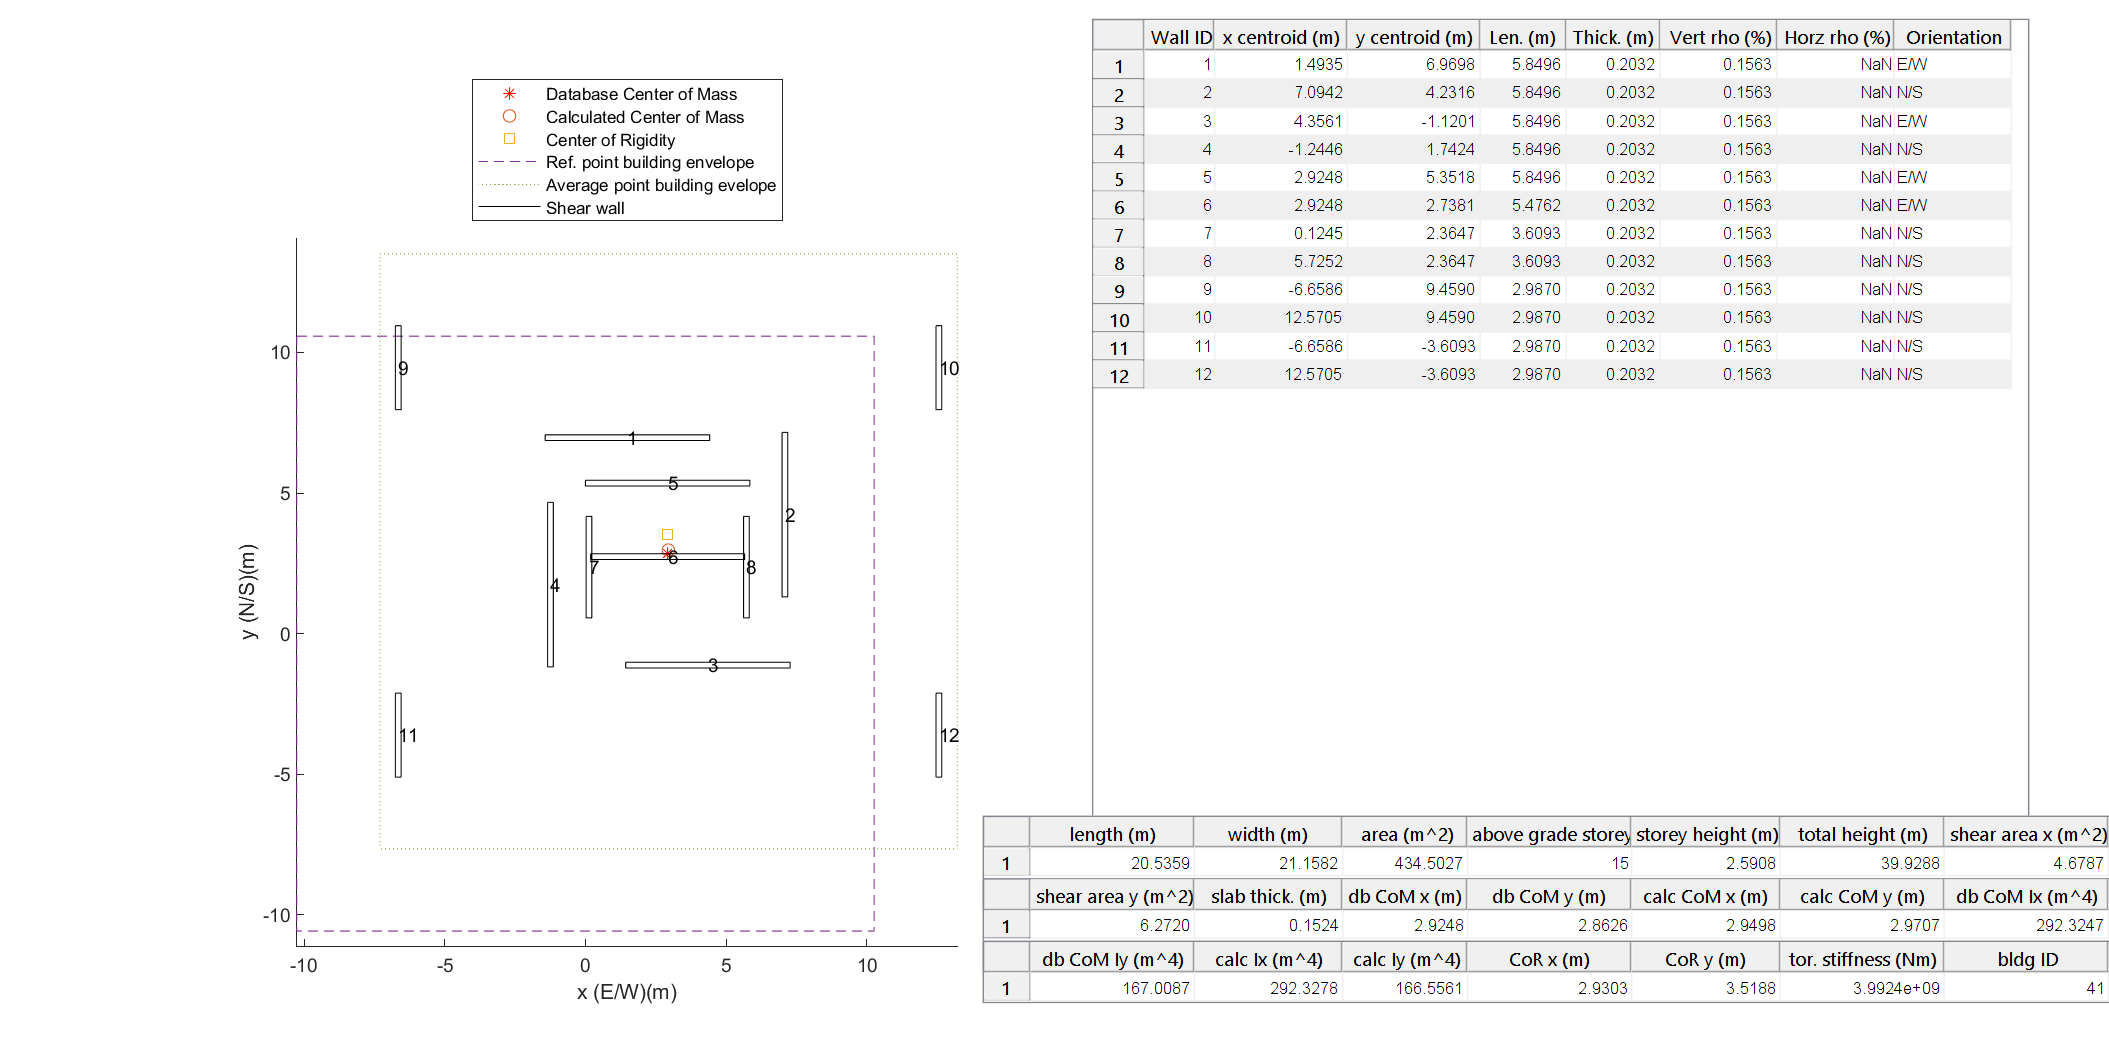 Database Center of Mass
Calculated Center of Mass
Center of Rigidity
Ref. point building envelope
Average point building evelope
Shear wall
10
5
0
-5
-10
y (N/S)(m)
-10 -5 0 5 10
x (E/W)(m)
9 10
1
5
2
6
7 8
4
3
11 12
Wall ID x centroid (m) y centroid (m) Len. (m) Thick. (m) Vert rho (%) Horz rho (%) Orientation
1 1 1.4935 6.9698 5.8496 0.2032 0.1563 NaN E/W
2 2 7.0942 4.2316 5.8496 0.2032 0.1563 NaN N/S
3 3 4.3561 -1.1201 5.8496 0.2032 0.1563 NaN E/W
4 4 -1.2446 1.7424 5.8496 0.2032 0.1563 NaN N/S
5 5 2.9248 5.3518 5.8496 0.2032 0.1563 NaN E/W
6 6 2.9248 2.7381 5.4762 0.2032 0.1563 NaN E/W
7 7 0.1245 2.3647 3.6093 0.2032 0.1563 NaN N/S
8 8 5.7252 2.3647 3.6093 0.2032 0.1563 NaN N/S
9 9 -6.6586 9.4590 2.9870 0.2032 0.1563 NaN N/S
10 10 12.5705 9.4590 2.9870 0.2032 0.1563 NaN N/S
11 11 -6.6586 -3.6093 2.9870 0.2032 0.1563 NaN N/S
12 12 12.5705 -3.6093 2.9870 0.2032 0.1563 NaN N/S
length (m) width (m) area (m^2) above grade storey storey height (m) total height (m) shear area x (m^2)
1 20.5359 21.1582 434.5027 15 2.5908 39.9288 4.6787
shear area y (m^2) slab thick. (m) db CoM x (m) db CoM y (m) calc CoM x (m) calc CoM y (m) db CoM Ix (m^4)
1 6.2720 0.1524 2.9248 2.8626 2.9498 2.9707 292.3247
db CoM Iy (m^4) calc Ix (m^4) calc Iy (m^4) CoR x (m) CoR y (m) tor. stiffness (Nm) bldg ID
1 167.0087 292.3278 166.5561 2.9303 3.5188 3.9924e+09 41